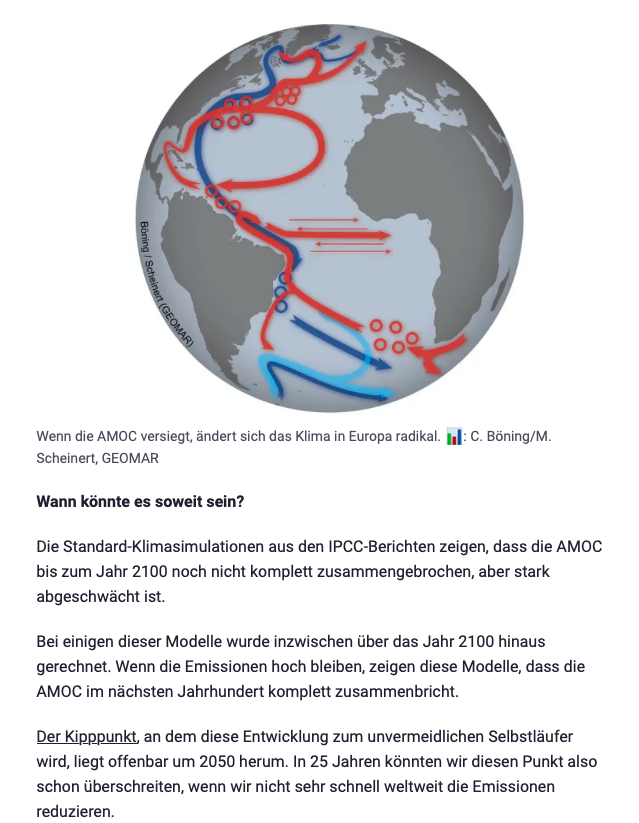 Böning / Scheinert (GEOMAR)
Wenn die AMOC versiegt, ändert sich das Klima in Europa radikal. 📊: C. Böning/M.
Scheinert, GEOMAR
Wann könnte es soweit sein?
Die Standard-Klimasimulationen aus den IPCC-Berichten zeigen, dass die AMOC
bis zum Jahr 2100 noch nicht komplett zusammengebrochen, aber stark
abgeschwächt ist.
Bei einigen dieser Modelle wurde inzwischen über das Jahr 2100 hinaus
gerechnet. Wenn die Emissionen hoch bleiben, zeigen diese Modelle, dass die
AMOC im nächsten Jahrhundert komplett zusammenbricht.
Der Kipppunkt, an dem diese Entwicklung zum unvermeidlichen Selbstläufer
wird, liegt offenbar um 2050 herum. In 25 Jahren könnten wir diesen Punkt also
schon überschreiten, wenn wir nicht sehr schnell weltweit die Emissionen
reduzieren.